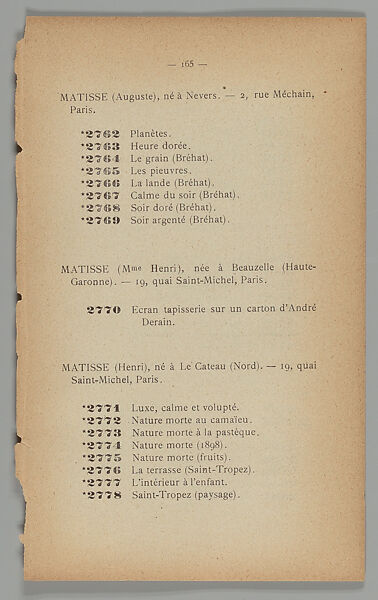 — 165 —
MATISSE (Auguste), né à Nevers. — 2, rue Méchain,
Paris.
*2762 Planètes.
*2763 Heure dorée.
*2764 Le grain (Bréhat).
*2765 Les pieuvres.
*2766 La lande (Bréhat).
*2767 Calme du soir (Bréhat).
*2768 Soir doré (Bréhat).
*2769 Soir argenté (Bréhat).
MATISSE (Mme Henri), née à Beauzelle (Haute-
Garonne). — 19, quai Saint-Michel, Paris.
2770 Ecran tapisserie sur un carton d'André
Derain.
MATISSE (Henri), né à Le Cateau (Nord). — 19, quai
Saint-Michel, Paris.
*2771 Luxe, calme et volupté.
*2772 Nature morte au camaïeu.
*2773 Nature morte à la pastèque.
*2774 Nature morte (1898).
*2775 Nature morte (fruits).
*2776 La terrasse (Saint-Tropez).
*2777 L'intérieur à l'enfant.
*2778 Saint-Tropez (paysage).